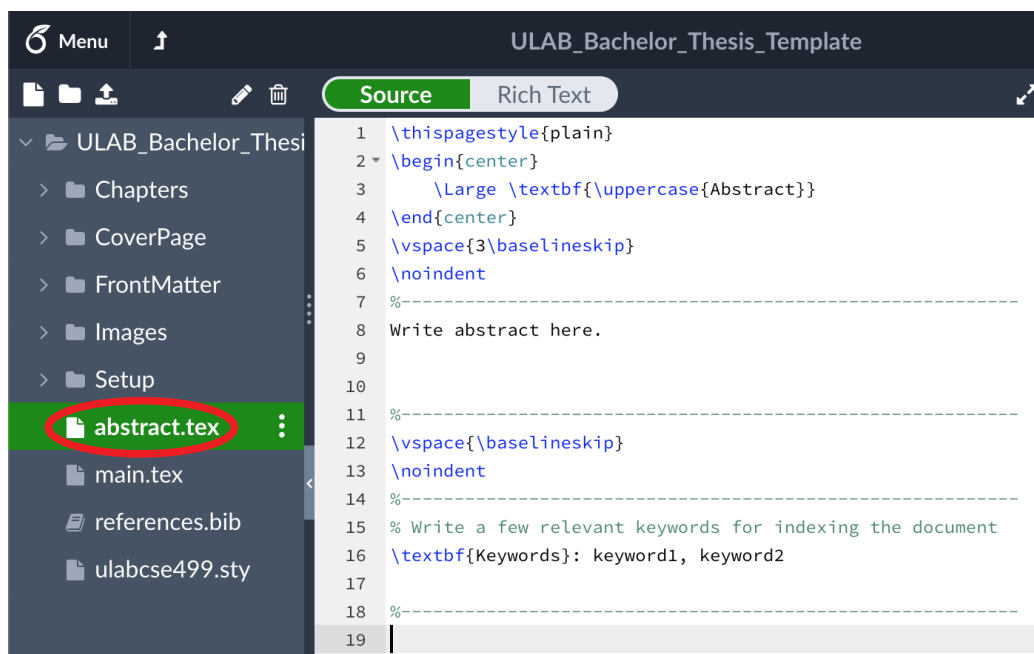 Menu
ULAB_Bachelor_Thesis_Template
Source Rich Text
ULAB_Bachelor_Thesi
Chapters
CoverPage
FrontMatter
Images
Setup
abstract.tex
main.tex
references.bib
ulabcse499.sty
1 \thispagestyle{plain}
2 \begin{center}
3     \Large \textbf{\uppercase{Abstract}}
4 \end{center}
5 \vspace{3\baselineskip}
6 \noindent
7 %----------------------------------------------------------
8 Write abstract here.
9
10
11 %----------------------------------------------------------
12 \vspace{\baselineskip}
13 \noindent
14 %----------------------------------------------------------
15 % Write a few relevant keywords for indexing the document
16 \textbf{Keywords}: keyword1, keyword2
17
18 %----------------------------------------------------------
19